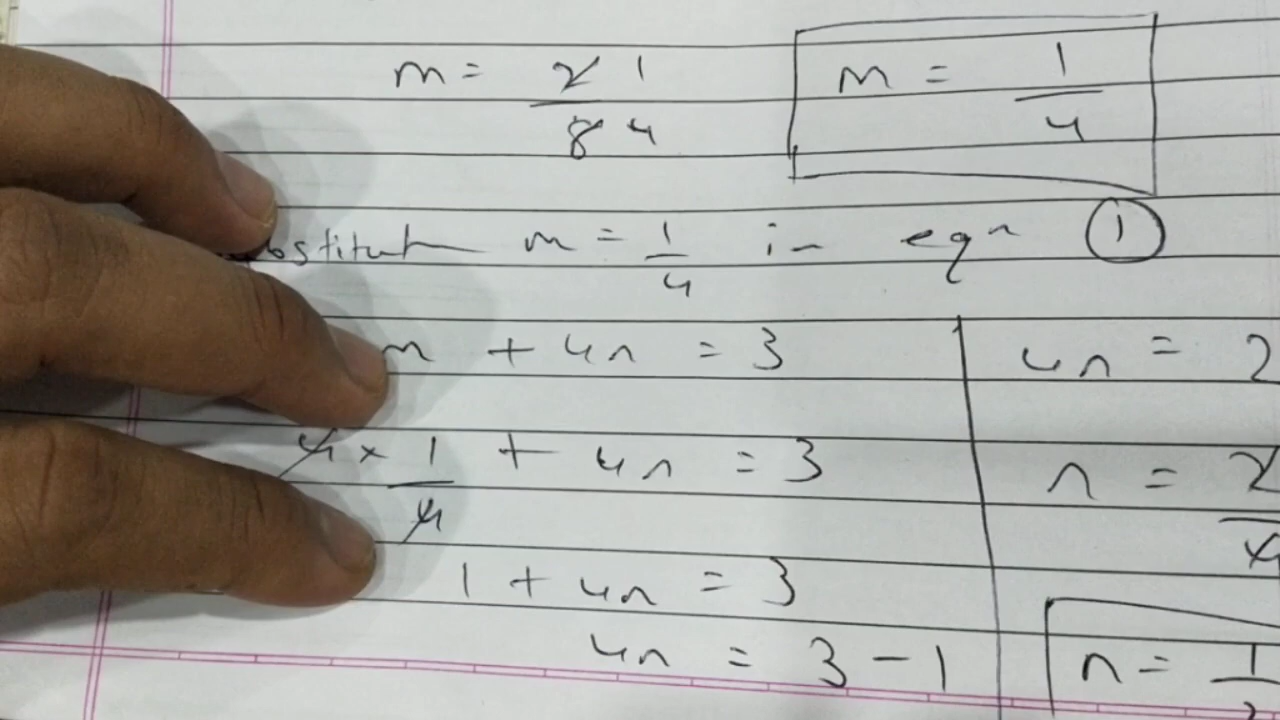 m = 2 1 / 8 4
m = 1/4
m = 1/4 in eqn ①
m + 4n = 3
4 × 1/4 + 4n = 3
1 + 4n = 3
4n = 3 - 1
4n = 2
n = 2/4
n = 1